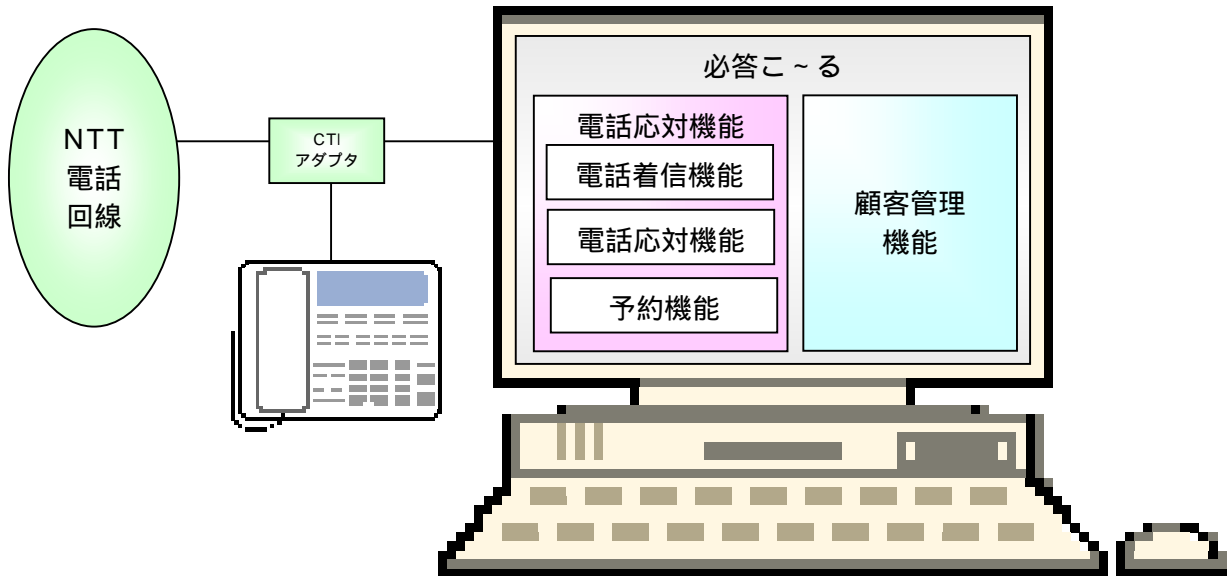 必答こ～る
電話応対機能
電話着信機能
電話応対機能
予約機能
顧客管理
機能
NTT
電話
回線
CTI
アダプタ